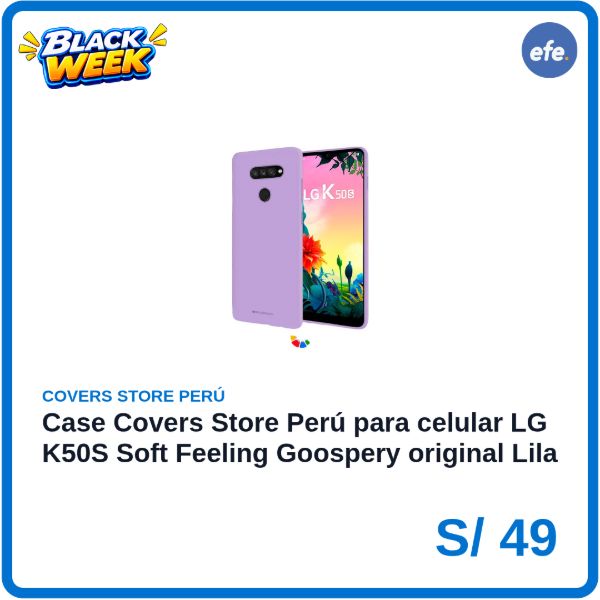 BLACK
WEEK
efe.
LG K50S
COVERS STORE PERÚ
Case Covers Store Perú para celular LG
K50S Soft Feeling Goospery original Lila
S/ 49